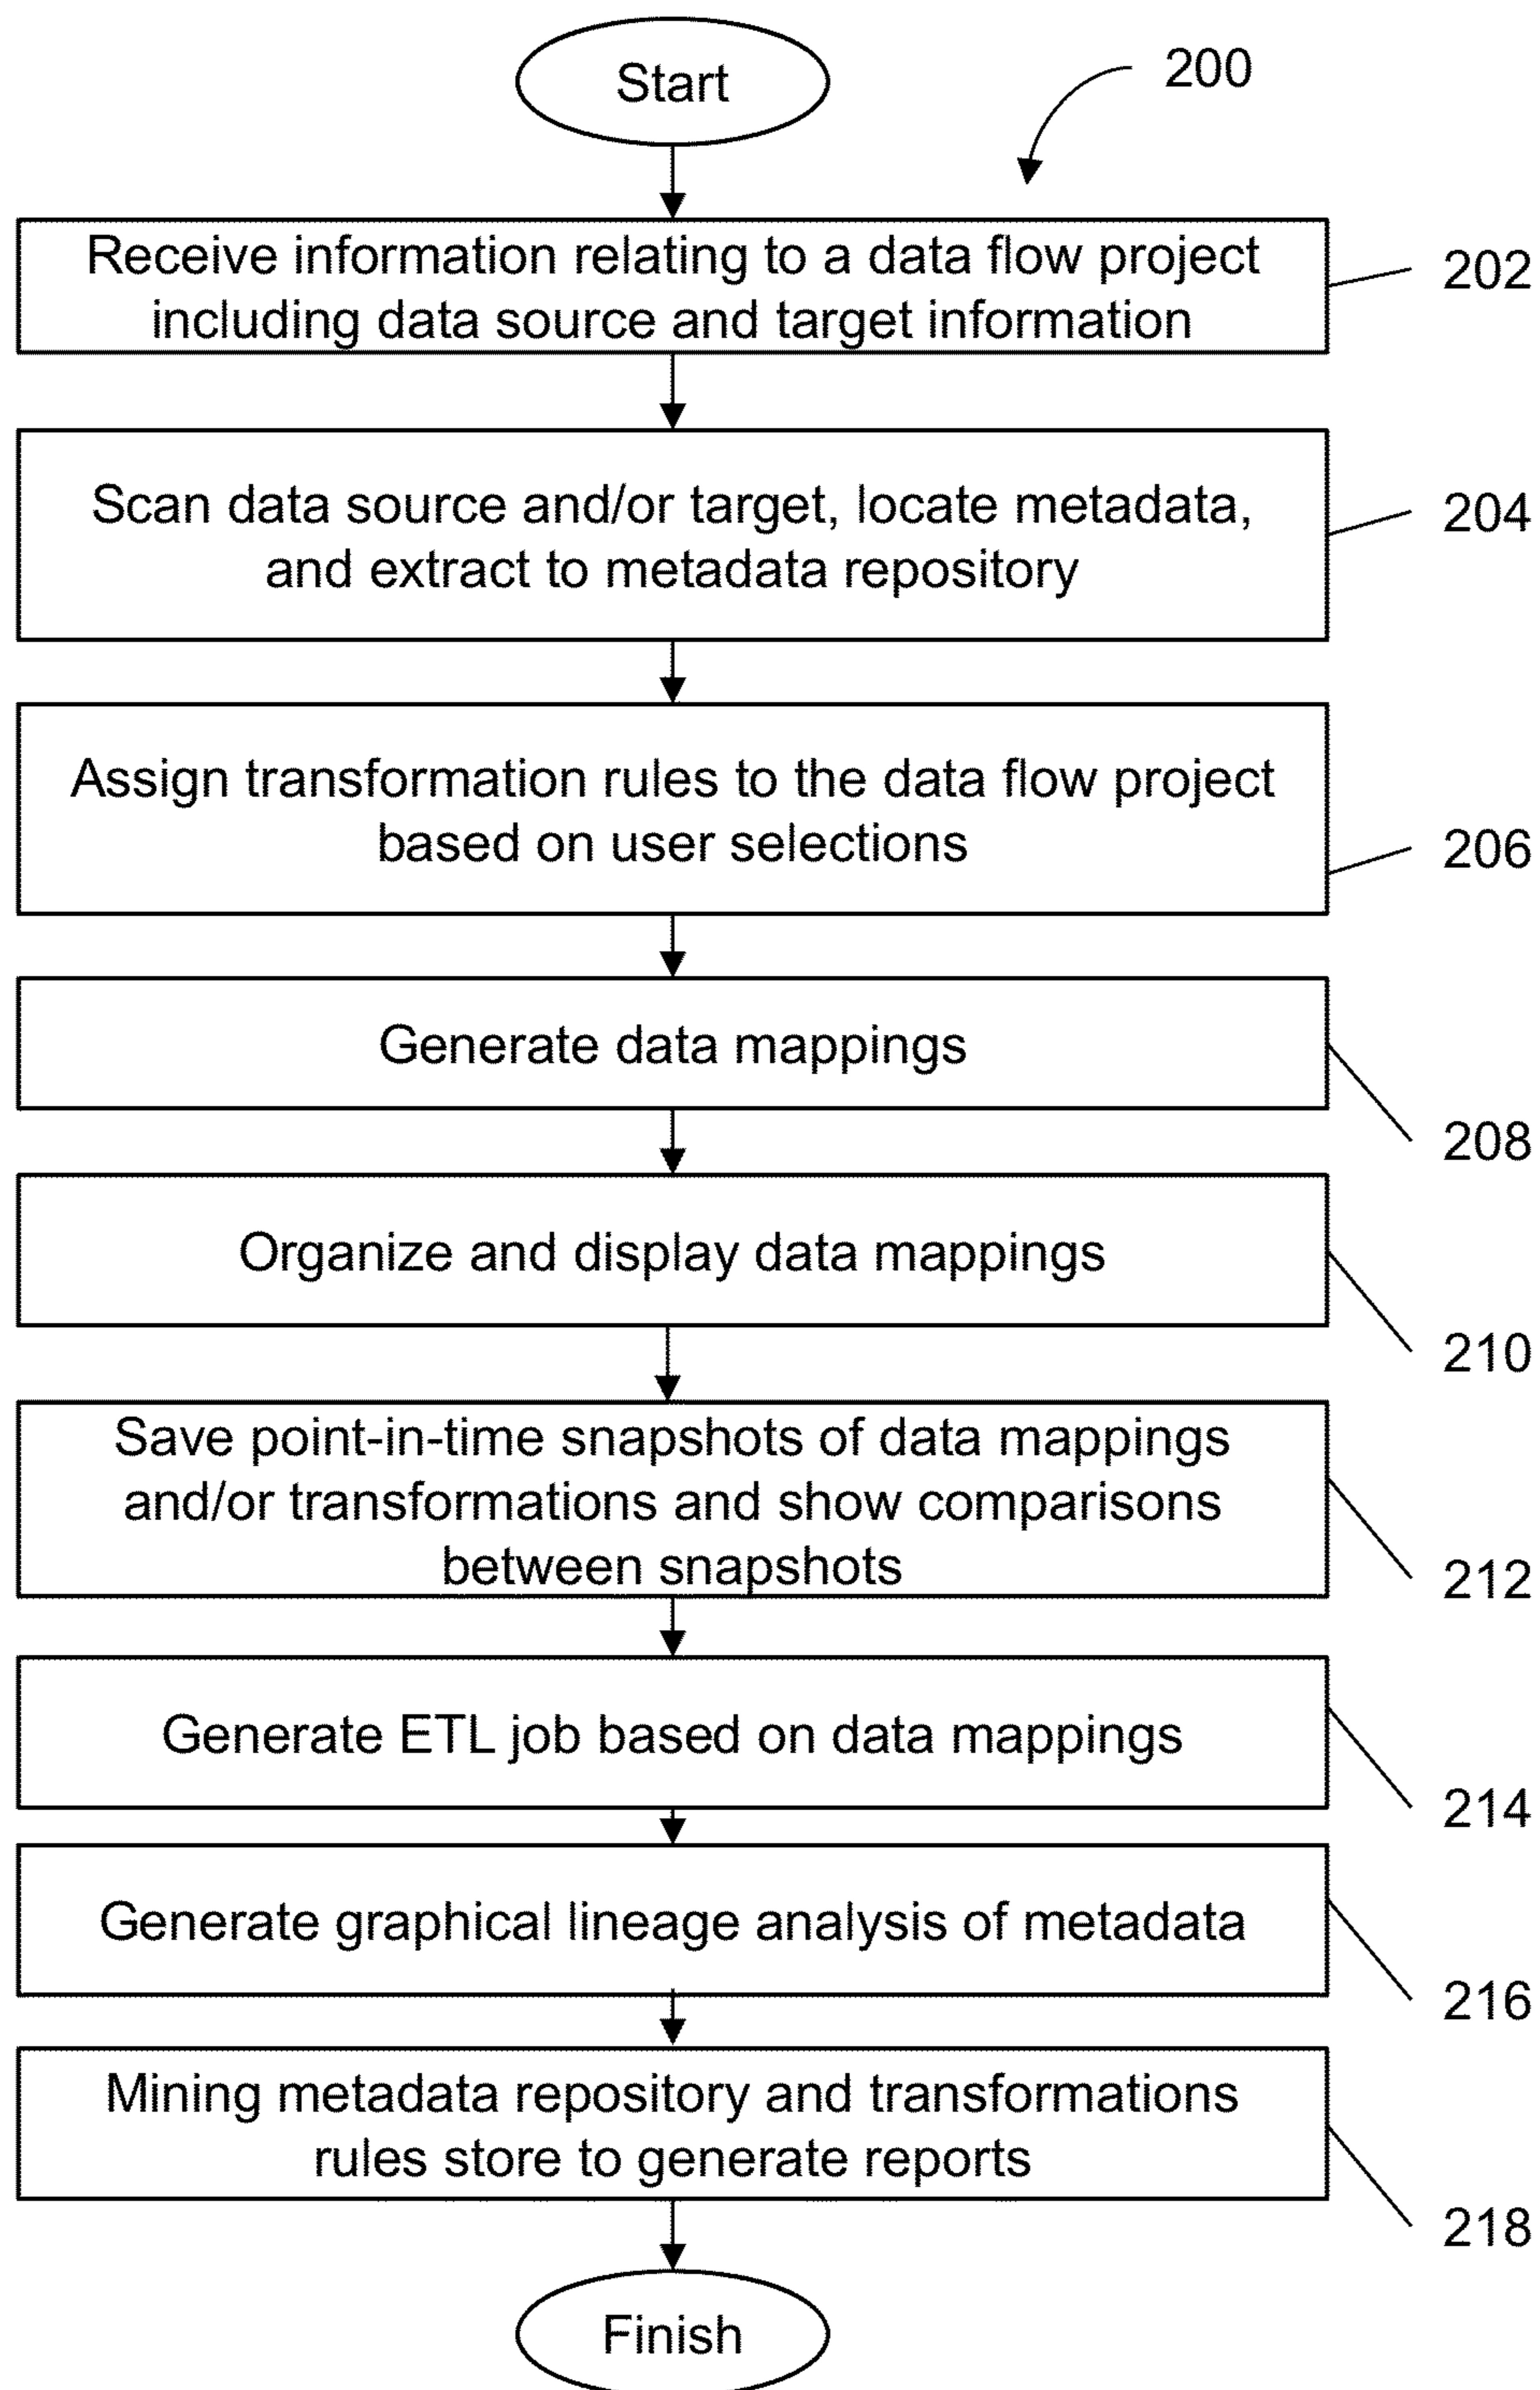 Start
200
Receive information relating to a data flow project
including data source and target information
202
Scan data source and/or target, locate metadata,
and extract to metadata repository
204
Assign transformation rules to the data flow project
based on user selections
206
Generate data mappings
208
Organize and display data mappings
210
Save point-in-time snapshots of data mappings
and/or transformations and show comparisons
between snapshots
212
Generate ETL job based on data mappings
214
Generate graphical lineage analysis of metadata
216
Mining metadata repository and transformations
rules store to generate reports
218
Finish